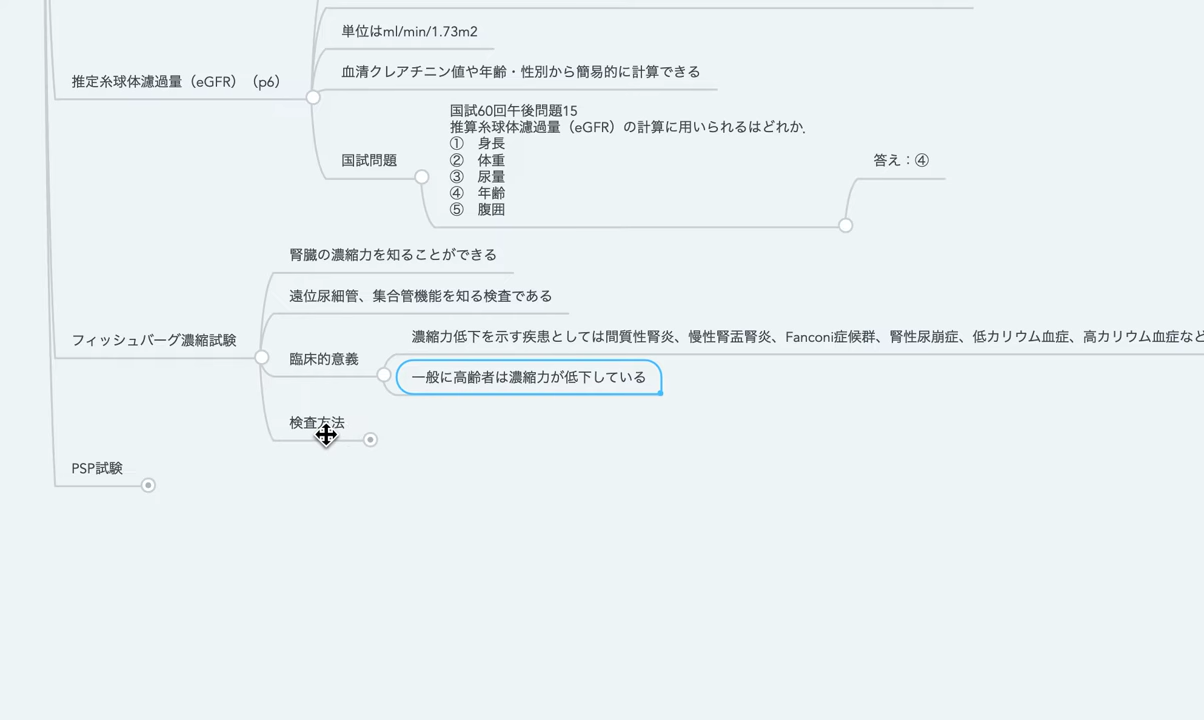 単位はml/min/1.73m2
推定糸球体濾過量（eGFR）（p6）
血清クレアチニン値や年齢・性別から簡易的に計算できる
国試問題
国試60回午後問題15
推算糸球体濾過量（eGFR）の計算に用いられるはどれか.
①　身長
②　体重
③　尿量
④　年齢
⑤　腹囲
答え：④
フィッシュバーグ濃縮試験
腎臓の濃縮力を知ることができる
遠位尿細管、集合管機能を知る検査である
臨床的意義
濃縮力低下を示す疾患としては間質性腎炎、慢性腎盂腎炎、Fanconi症候群、腎性尿崩症、低カリウム血症、高カリウム血症など
一般に高齢者は濃縮力が低下している
検査方法
PSP試験